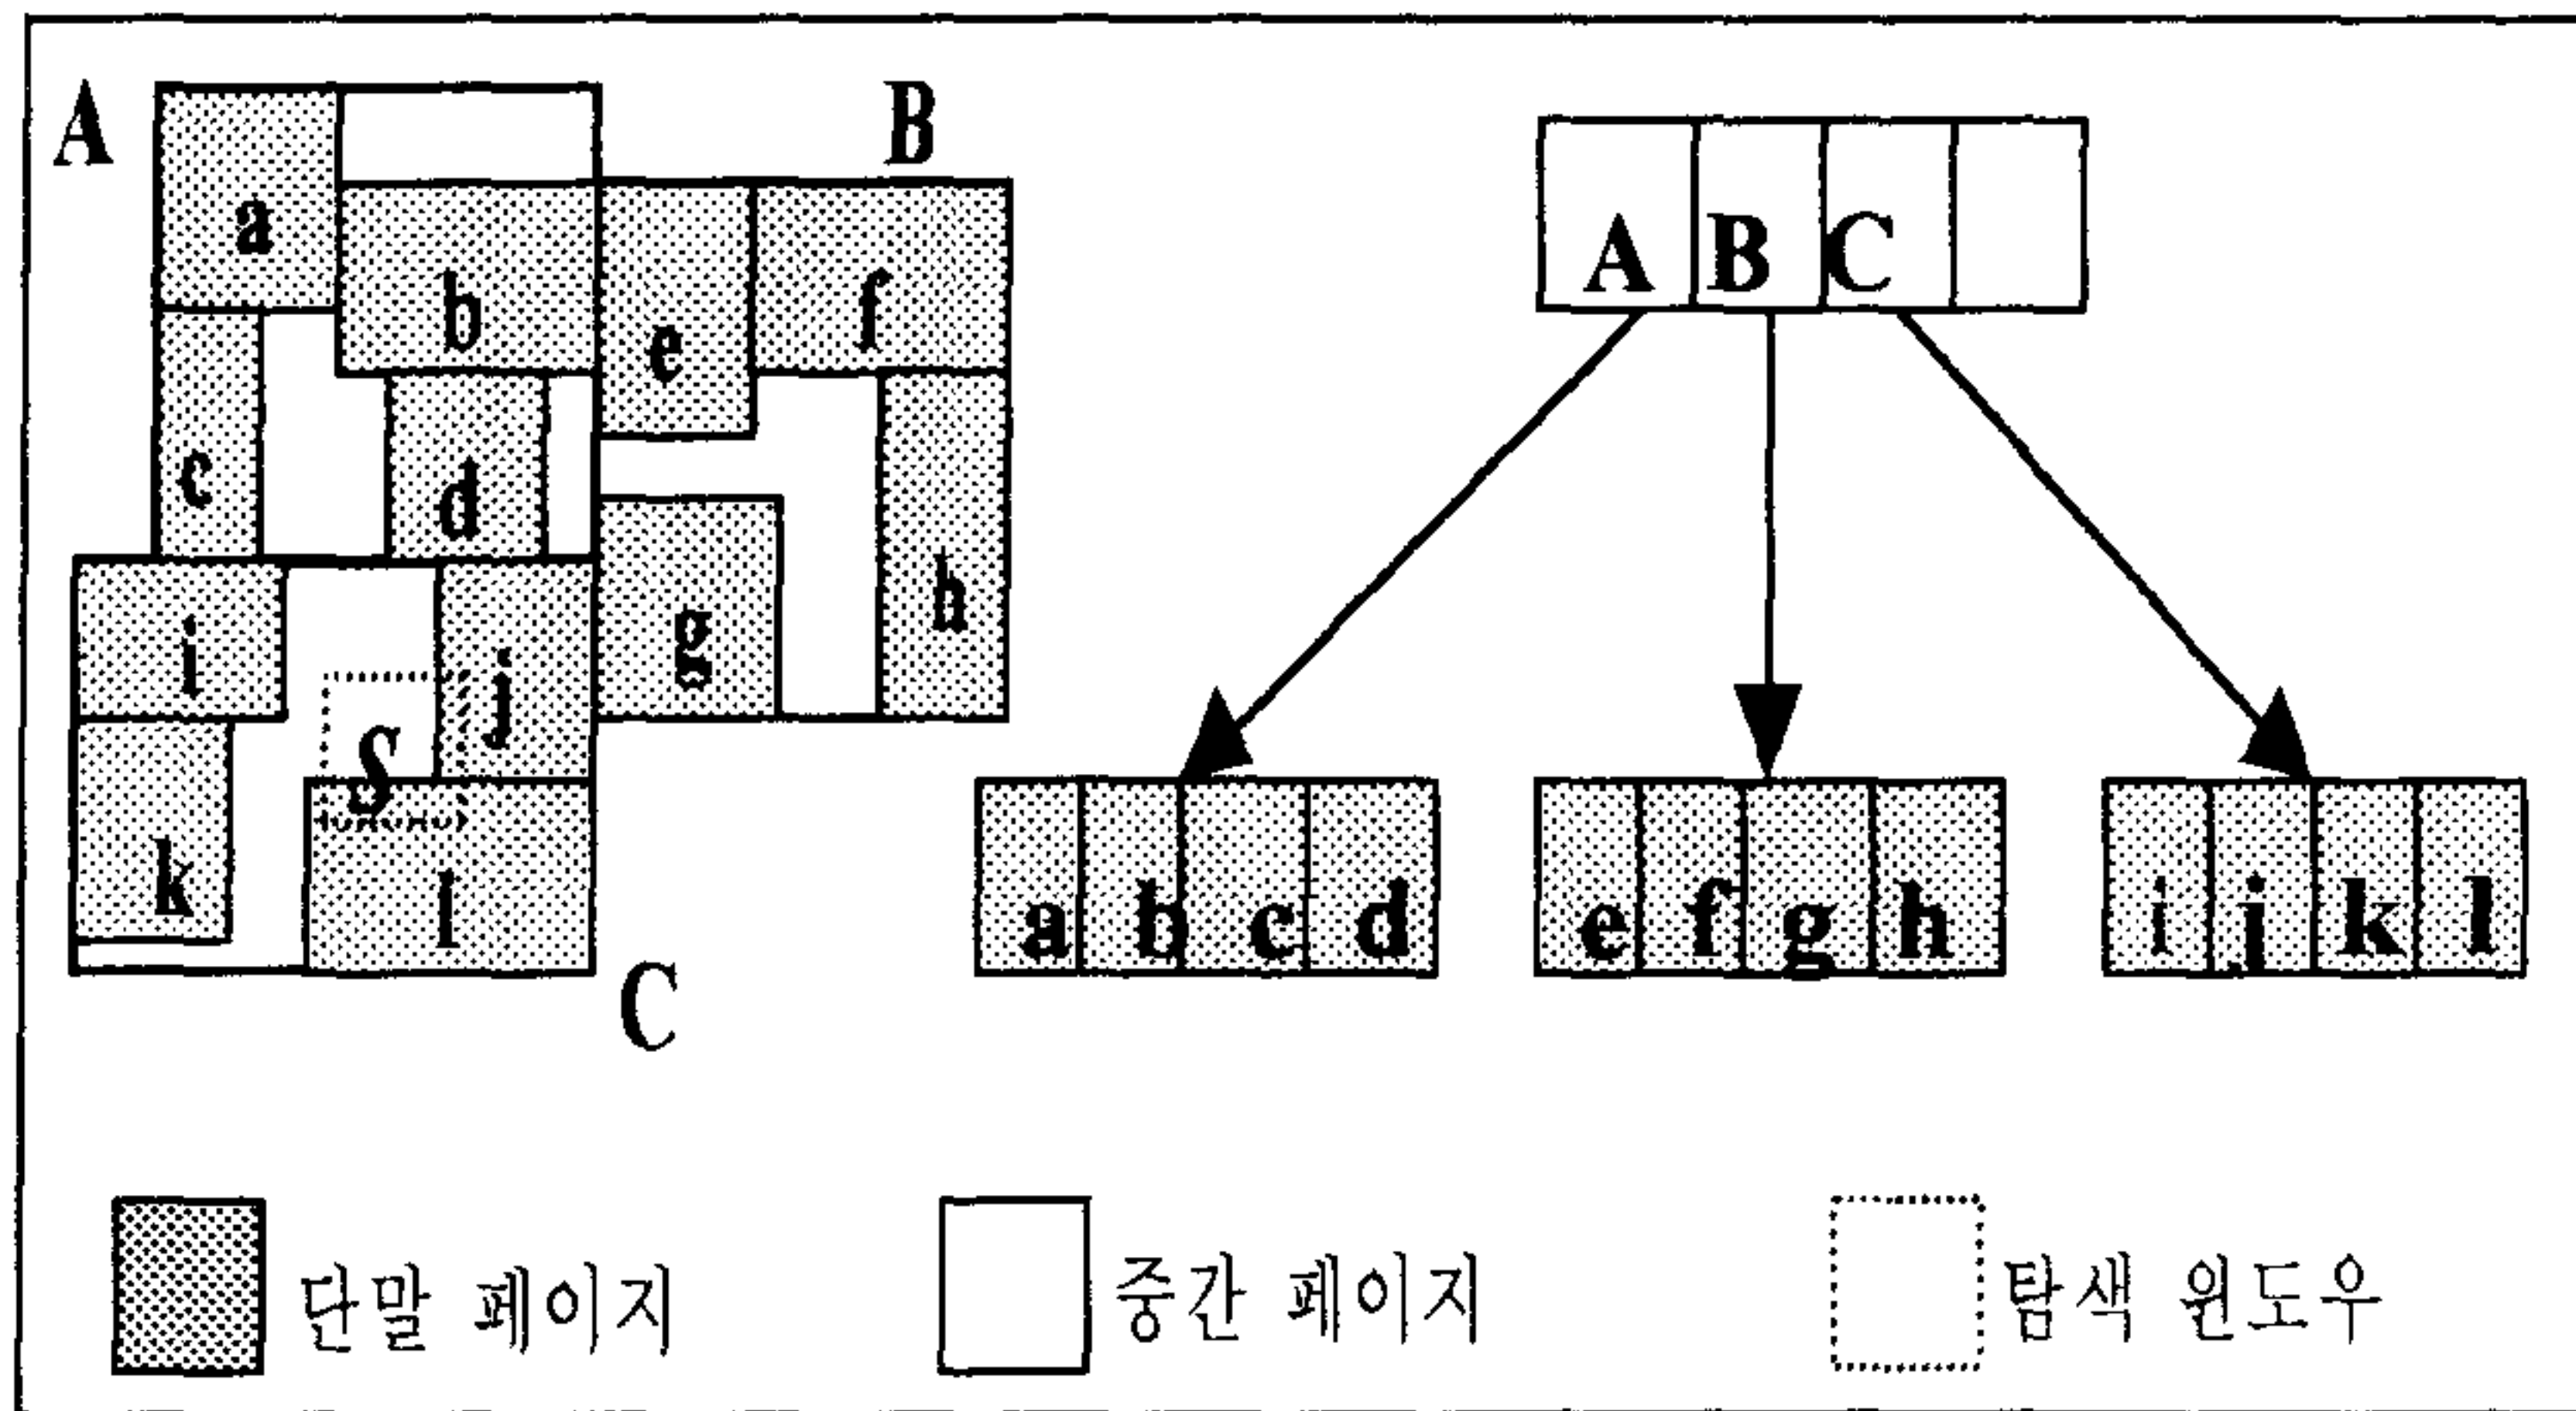 A B
a b e f
c d g h
i j
S
k l
C
A B C
a b c d e f g h i j k l
단말 페이지 중간 페이지 탐색 윈도우